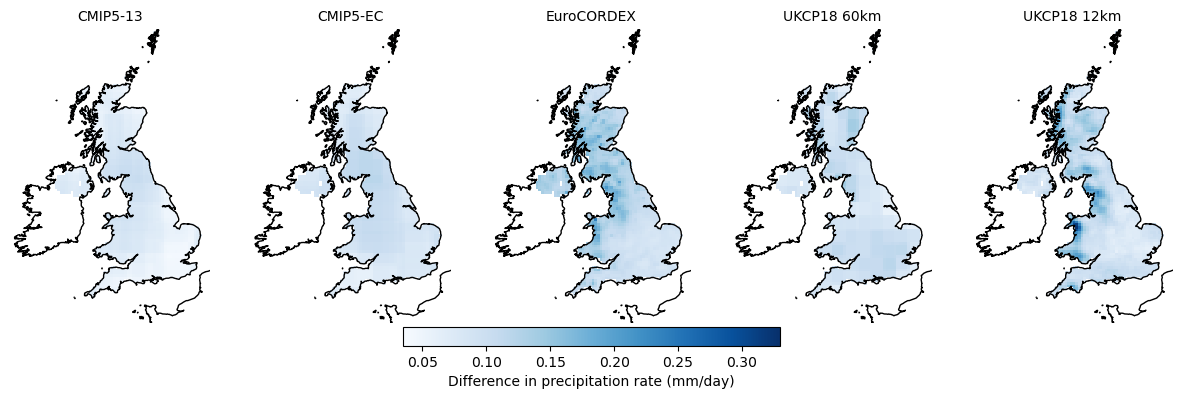 CMIP5-13 CMIP5-EC EuroCORDEX UKCP18 60km UKCP18 12km
0.05 0.10 0.15 0.20 0.25 0.30
Difference in precipitation rate (mm/day)